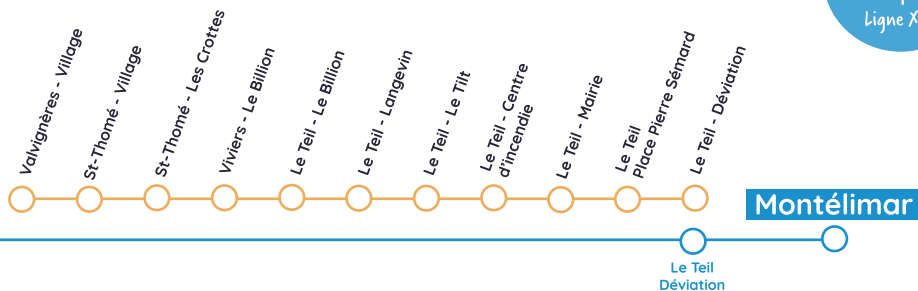 Ligne X
Valvignères - Village
St-Thomé - Village
St-Thomé - Les Crottes
Viviers - Le Billion
Le Teil - Le Billion
Le Teil - Langevin
Le Teil - Le Tilt
Le Teil - Centre
d'incendie
Le Teil - Mairie
Le Teil
Place Pierre Sémard
Le Teil - Déviation
Montélimar
Le Teil
Déviation